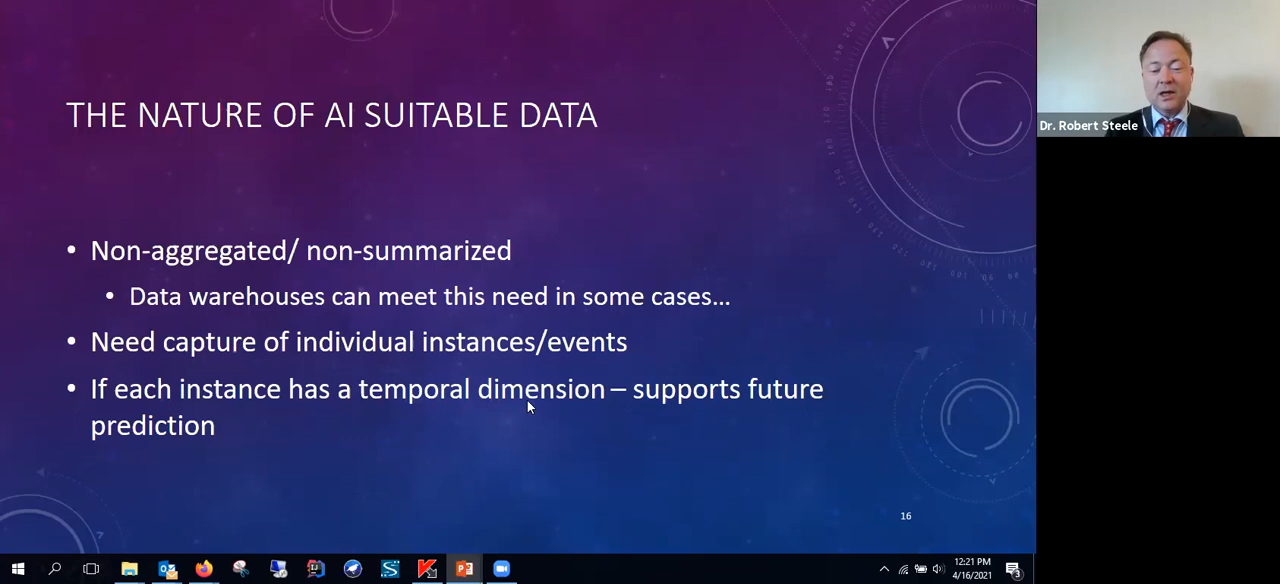 THE NATURE OF AI SUITABLE DATA
• Non-aggregated/ non-summarized
• Data warehouses can meet this need in some cases...
• Need capture of individual instances/events
• If each instance has a temporal dimension – supports future
prediction
16
Dr. Robert Steele
12:21 PM
4/16/2021
3